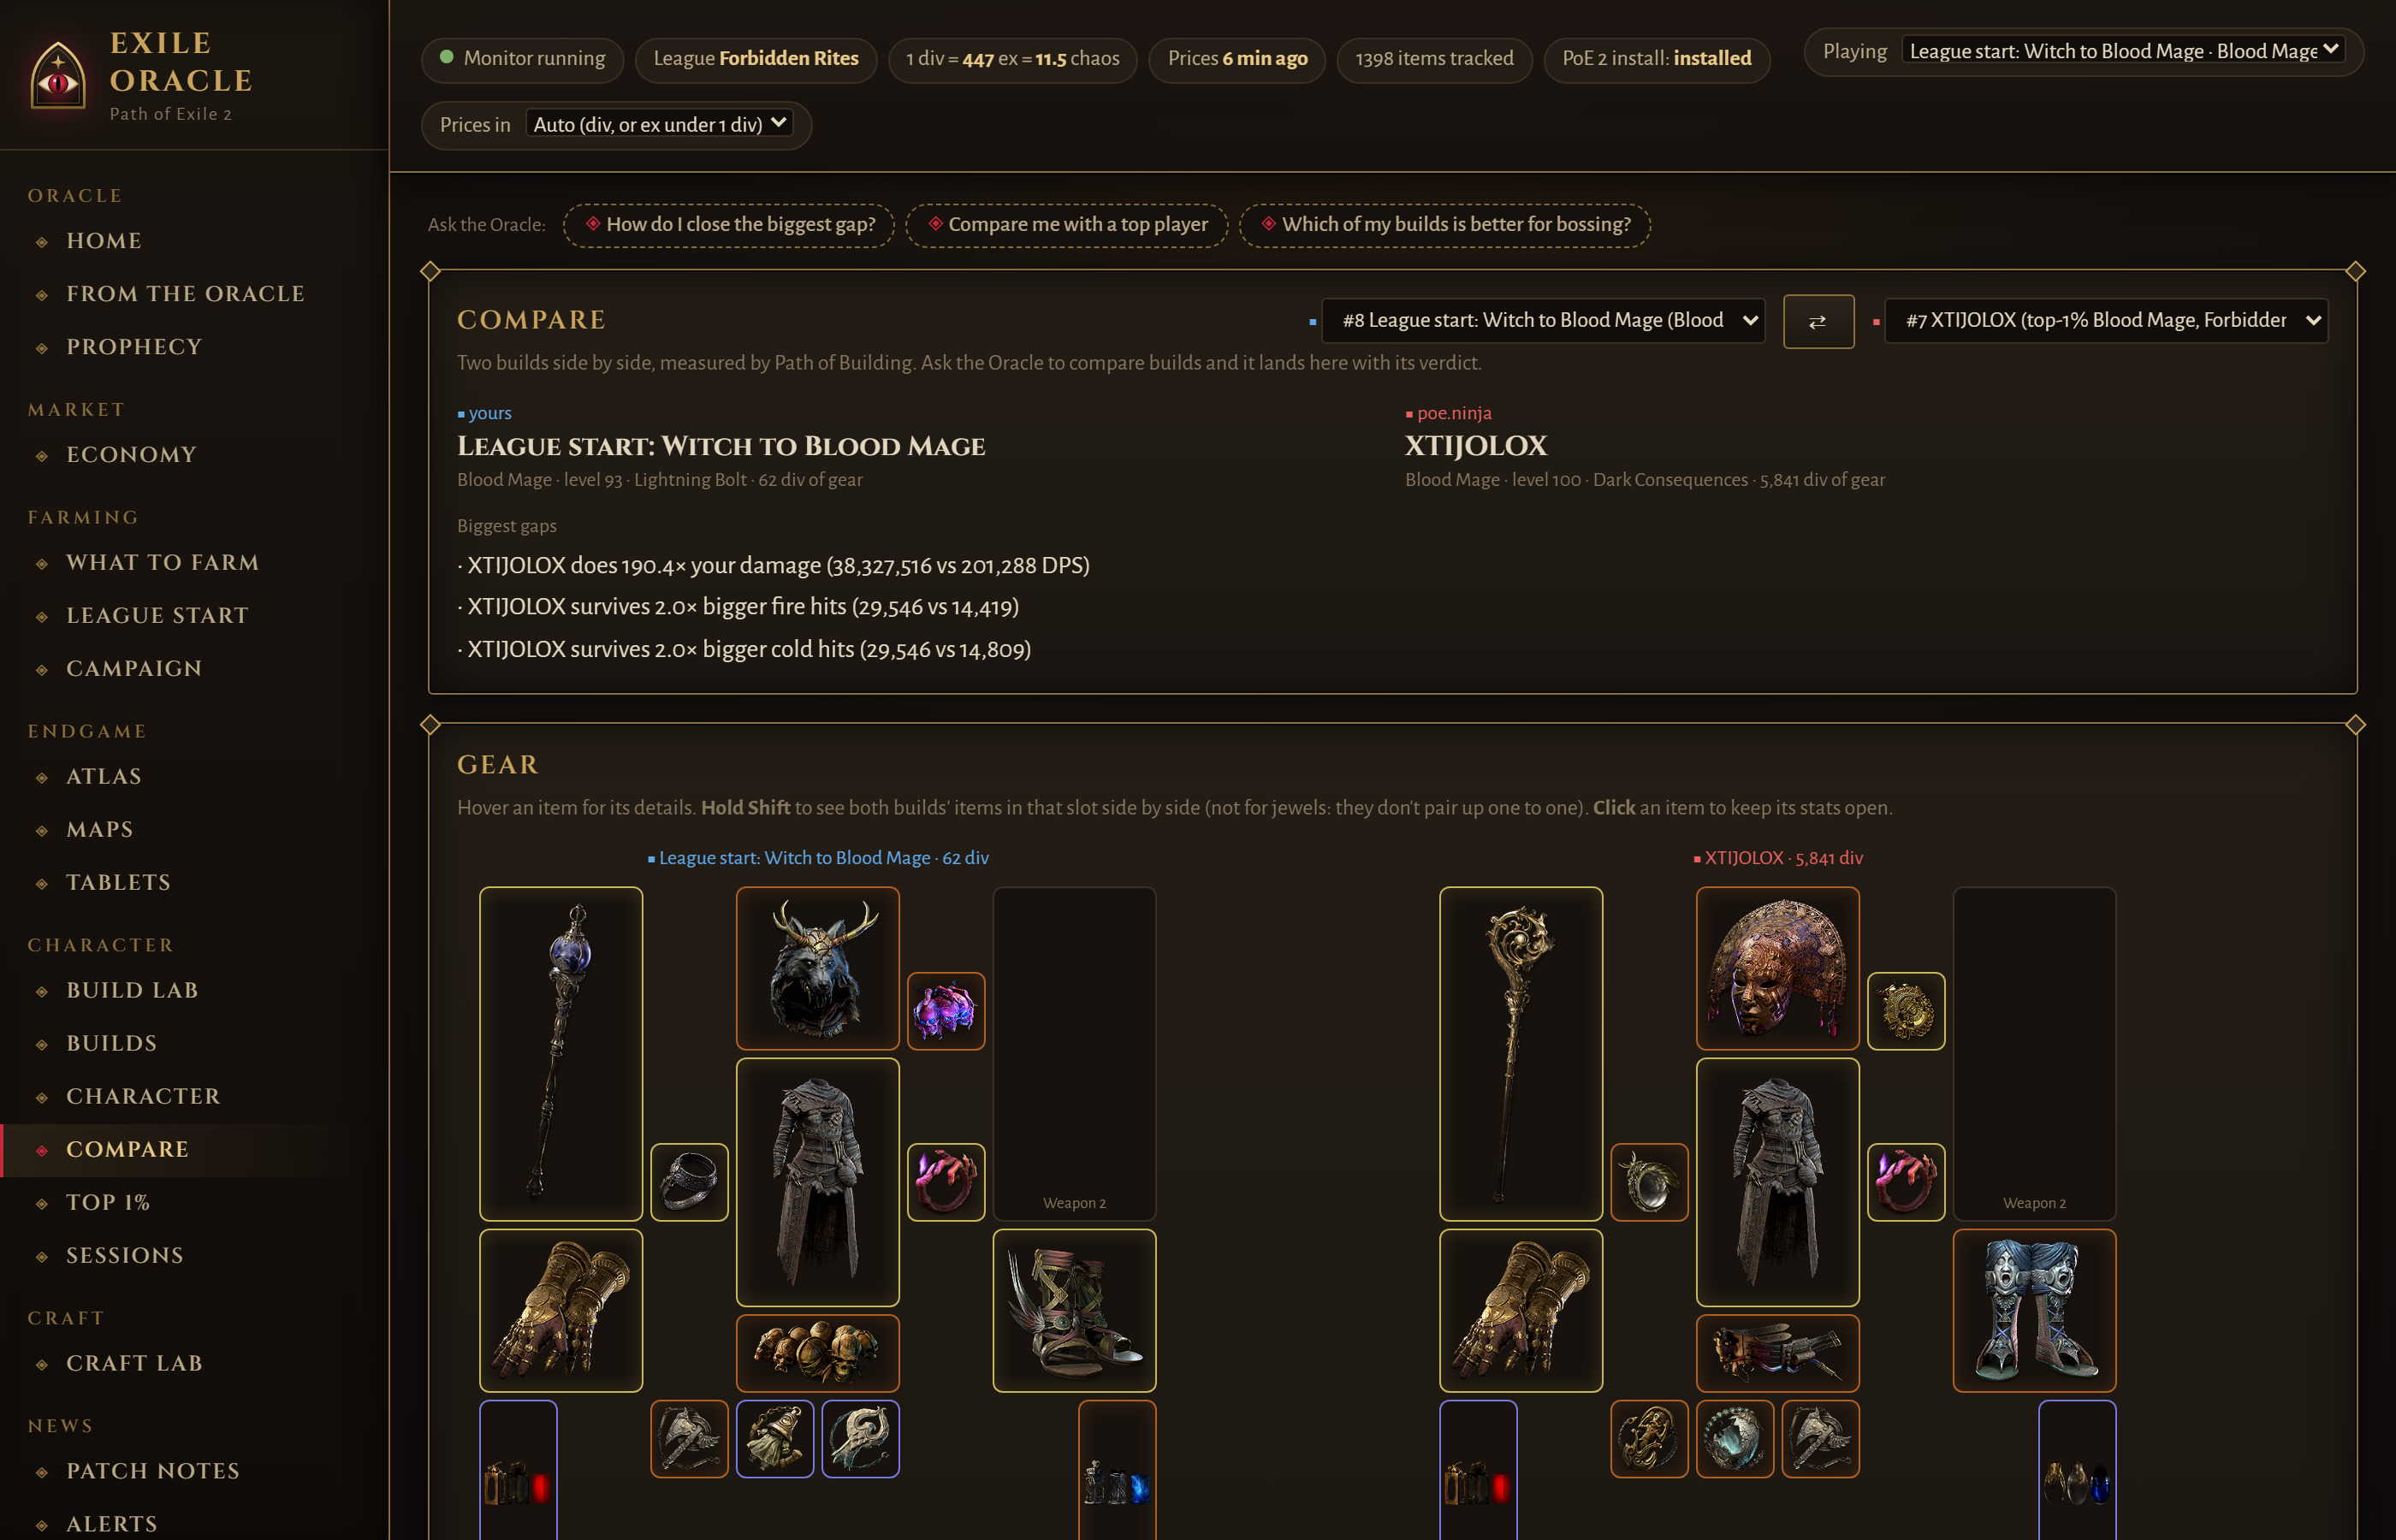 EXILE
ORACLE
Path of Exile 2
Monitor running
League Forbidden Rites
1 div = 447 ex = 11.5 chaos
Prices 6 min ago
1398 items tracked
PoE 2 install: installed
Playing League start: Witch to Blood Mage · Blood Mage
Prices in Auto (div, or ex under 1 div)
ORACLE
HOME
FROM THE ORACLE
PROPHECY
MARKET
ECONOMY
FARMING
WHAT TO FARM
LEAGUE START
CAMPAIGN
ENDGAME
ATLAS
MAPS
TABLETS
CHARACTER
BUILD LAB
BUILDS
CHARACTER
COMPARE
TOP 1%
SESSIONS
CRAFT
CRAFT LAB
NEWS
PATCH NOTES
ALERTS
Ask the Oracle:
How do I close the biggest gap?
Compare me with a top player
Which of my builds is better for bossing?
COMPARE
#8 League start: Witch to Blood Mage (Blood
⇄
#7 XTIJOLOX (top-1% Blood Mage, Forbidder
Two builds side by side, measured by Path of Building. Ask the Oracle to compare builds and it lands here with its verdict.
yours
LEAGUE START: WITCH TO BLOOD MAGE
Blood Mage · level 93 · Lightning Bolt · 62 div of gear
poe.ninja
XTIJOLOX
Blood Mage · level 100 · Dark Consequences · 5,841 div of gear
Biggest gaps
· XTIJOLOX does 190.4× your damage (38,327,516 vs 201,288 DPS)
· XTIJOLOX survives 2.0× bigger fire hits (29,546 vs 14,419)
· XTIJOLOX survives 2.0× bigger cold hits (29,546 vs 14,809)
GEAR
Hover an item for its details. Hold Shift to see both builds' items in that slot side by side (not for jewels: they don't pair up one to one). Click an item to keep its stats open.
League start: Witch to Blood Mage · 62 div
XTIJOLOX · 5,841 div
Weapon 2
Weapon 2